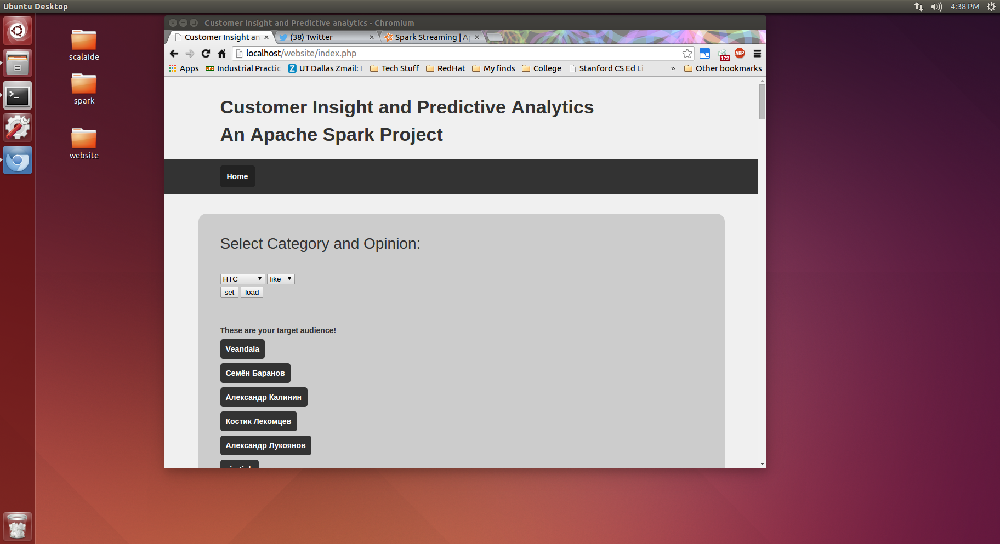 Ubuntu Desktop
4:38 PM
scalaide
spark
website
Customer Insight and Predictive analytics - Chromium
Customer Insight an
(38) Twitter
Spark Streaming | Ap
localhost/website/index.php
172
ABP
Apps
Industrial Practic
UT Dallas Zmail:
Tech Stuff
RedHat
My finds
College
Stanford CS Ed Li
»
Other bookmarks
Customer Insight and Predictive Analytics
An Apache Spark Project
Home
Select Category and Opinion:
HTC like
set load
These are your target audience!
Veandala
Семён Баранов
Александр Калинин
Костик Лекомцев
Александр Лукоянов